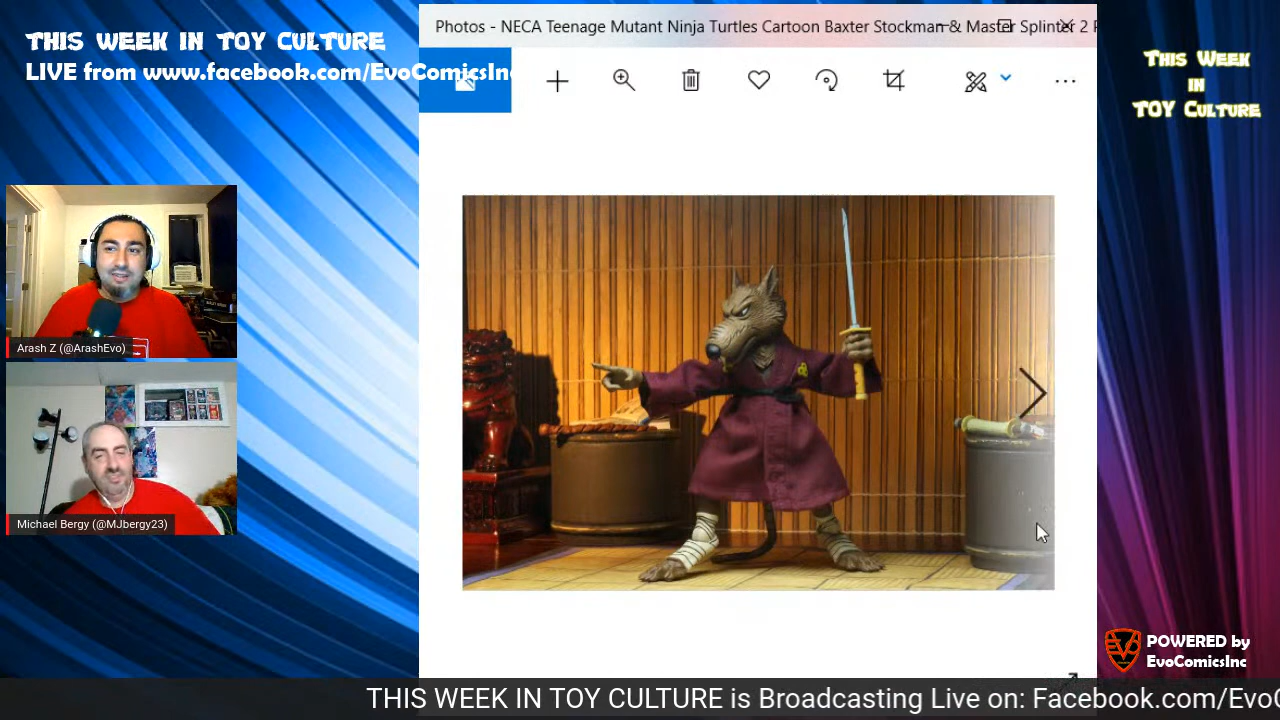 THIS WEEK IN TOY CULTURE
LIVE from www.facebook.com/EvoComicsInc
Photos - NECA Teenage Mutant Ninja Turtles Cartoon Baxter Stockman & Master Splinter 2 P
This Week
in
TOY Culture
Arash Z (@ArashEvo)
Michael Bergy (@MJbergy23)
POWERED by
EvoComicsInc
THIS WEEK IN TOY CULTURE is Broadcasting Live on: Facebook.com/EvoC